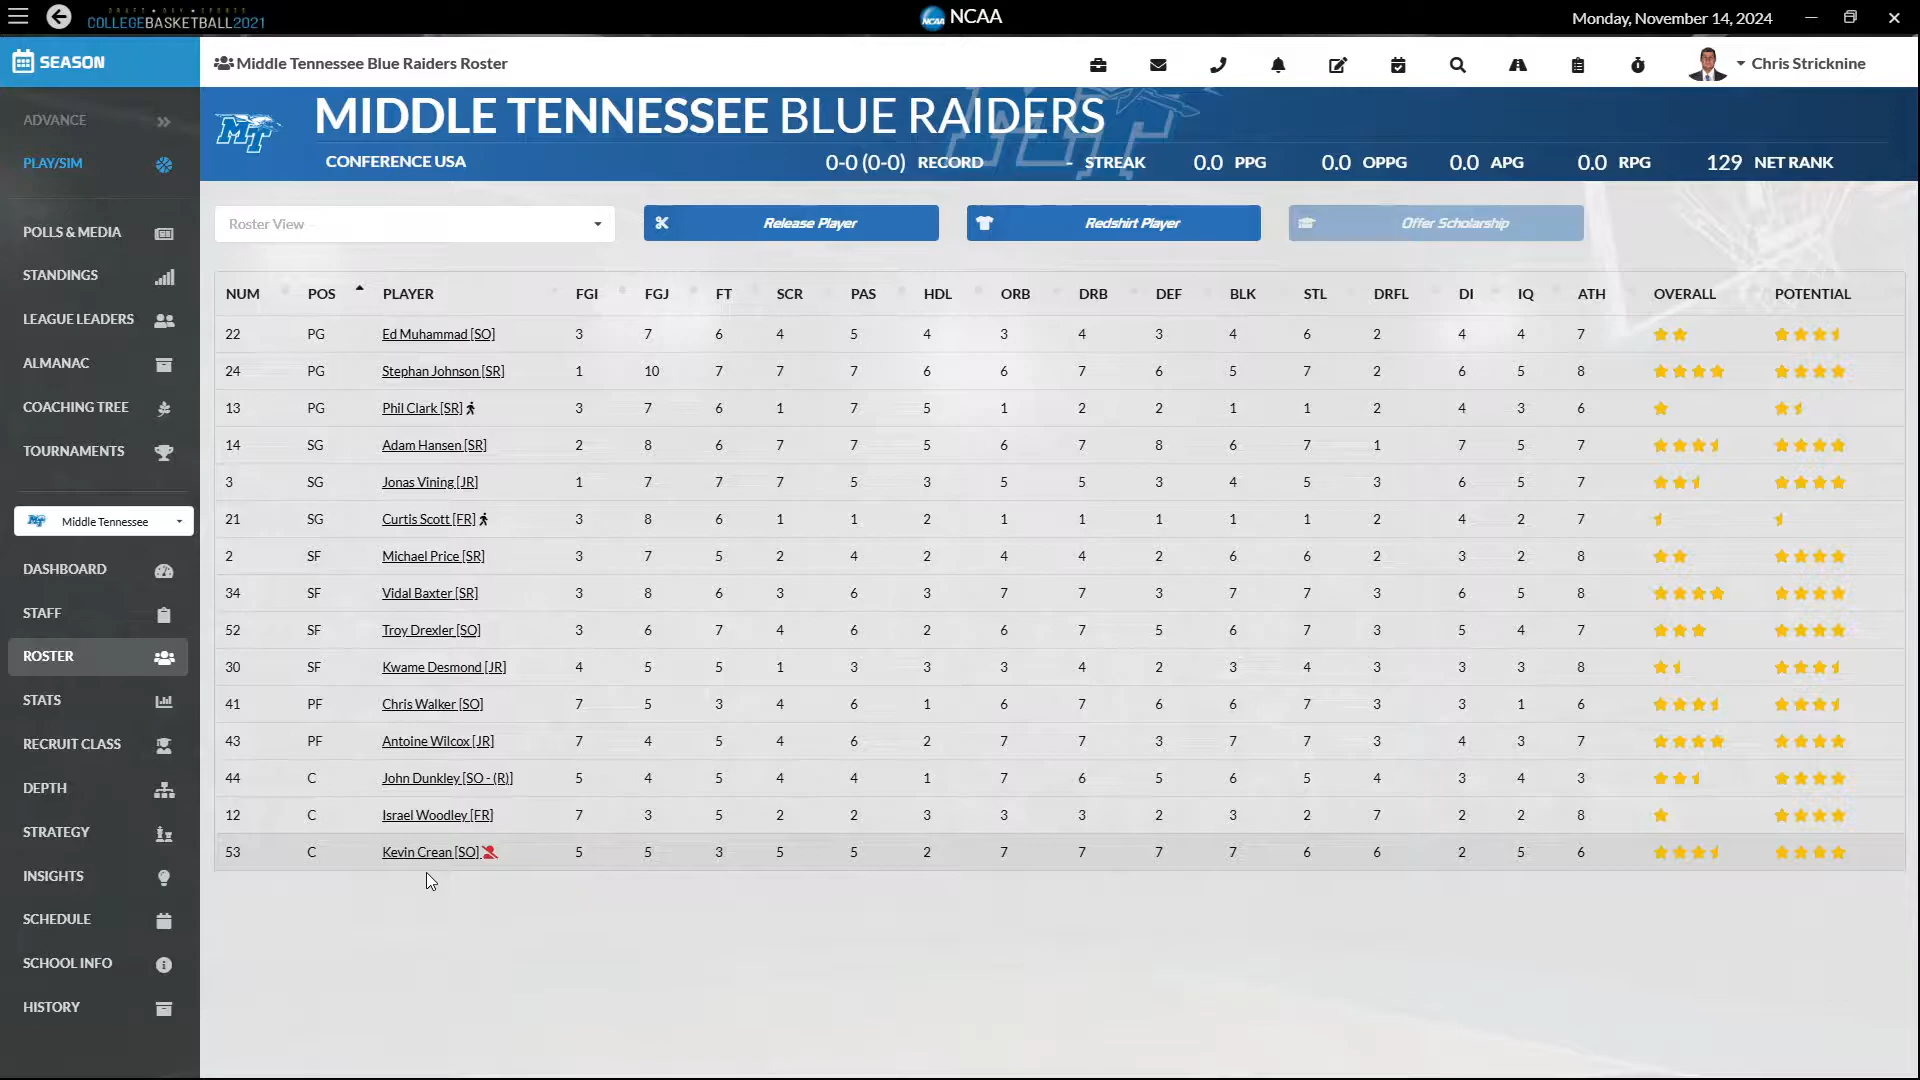 DRAFT DAY SPORTS
COLLEGEBASKETBALL2021
NCAA
Monday, November 14, 2024
SEASON
Middle Tennessee Blue Raiders Roster
Chris Stricknine
MIDDLE TENNESSEE BLUE RAIDERS
CONFERENCE USA
0-0 (0-0) RECORD - STREAK 0.0 PPG 0.0 OPPG 0.0 APG 0.0 RPG 129 NET RANK
ADVANCE
PLAY/SIM
POLLS & MEDIA
STANDINGS
LEAGUE LEADERS
ALMANAC
COACHING TREE
TOURNAMENTS
Middle Tennessee
DASHBOARD
STAFF
ROSTER
STATS
RECRUIT CLASS
DEPTH
STRATEGY
INSIGHTS
SCHEDULE
SCHOOL INFO
HISTORY
Roster View
Release Player
Redshirt Player
Offer Scholarship
NUM POS PLAYER FGI FGJ FT SCR PAS HDL ORB DRB DEF BLK STL DRFL DI IQ ATH OVERALL POTENTIAL
22 PG Ed Muhammad [SO] 3 7 6 4 5 4 3 4 3 4 6 2 4 4 7
24 PG Stephan Johnson [SR] 1 10 7 7 7 6 6 7 6 5 7 2 6 5 8
13 PG Phil Clark [SR] 3 7 6 1 7 5 1 2 2 1 1 2 4 3 6
14 SG Adam Hansen [SR] 2 8 6 7 7 5 6 7 8 6 7 1 7 5 7
3 SG Jonas Vining [JR] 1 7 7 7 5 3 5 5 3 4 5 3 6 5 7
21 SG Curtis Scott [FR] 3 8 6 1 1 2 1 1 1 1 1 2 4 2 7
2 SF Michael Price [SR] 3 7 5 2 4 2 4 4 2 6 6 2 3 2 8
34 SF Vidal Baxter [SR] 3 8 6 3 6 3 7 7 3 7 7 3 6 5 8
52 SF Troy Drexler [SO] 3 6 7 4 6 2 6 7 5 6 7 3 5 4 7
30 SF Kwame Desmond [JR] 4 5 5 1 3 3 3 4 2 3 4 3 3 3 8
41 PF Chris Walker [SO] 7 5 3 4 6 1 6 7 6 6 7 3 3 1 6
43 PF Antoine Wilcox [JR] 7 4 5 4 6 2 7 7 3 7 7 3 4 3 7
44 C John Dunkley [SO - (R)] 5 4 5 4 4 1 7 6 5 6 5 4 3 4 3
12 C Israel Woodley [FR] 7 3 5 2 2 3 3 3 2 3 2 7 2 2 8
53 C Kevin Crean [SO] 5 5 3 5 5 2 7 7 7 7 6 6 2 5 6